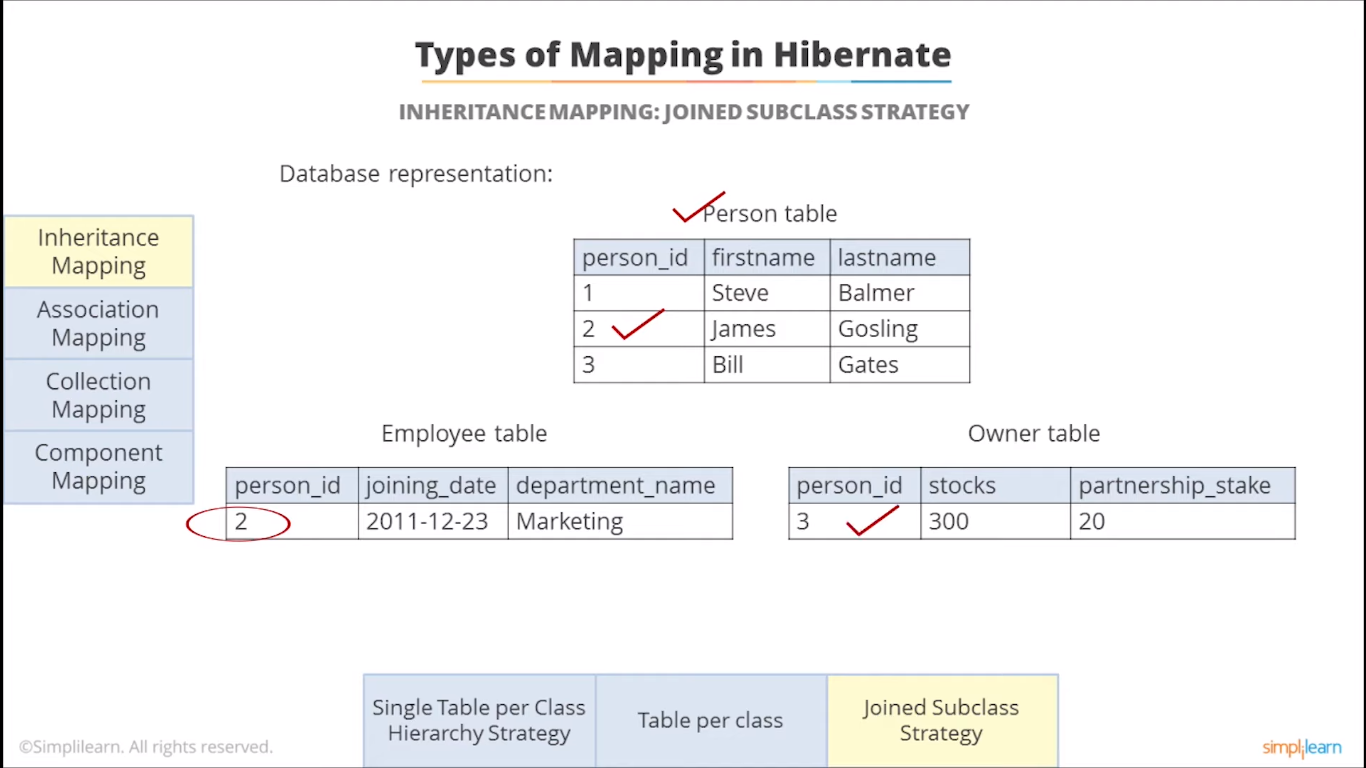 Types of Mapping in Hibernate
INHERITANCE MAPPING: JOINED SUBCLASS STRATEGY
Database representation:
Inheritance
Mapping
Association
Mapping
Collection
Mapping
Component
Mapping
Person table
person_id firstname lastname
1 Steve Balmer
2 James Gosling
3 Bill Gates
Employee table
person_id joining_date department_name
2 2011-12-23 Marketing
Owner table
person_id stocks partnership_stake
3 300 20
Single Table per Class
Hierarchy Strategy
Table per class
Joined Subclass
Strategy
©Simplilearn. All rights reserved.
simplilearn